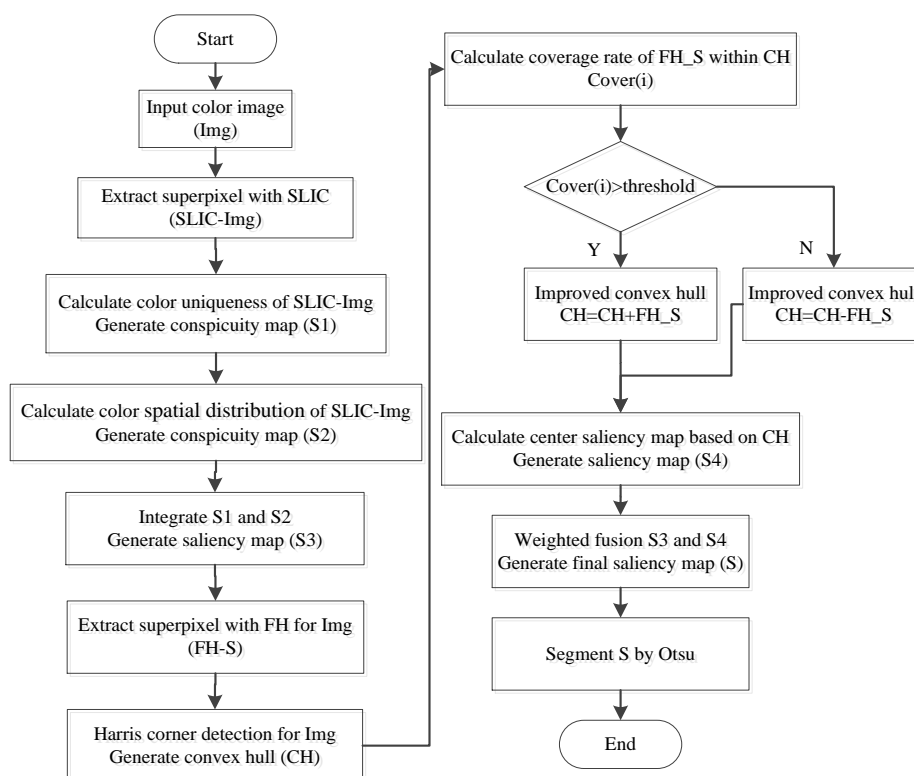 Start
Input color image
(Img)
Extract superpixel with SLIC
(SLIC-Img)
Calculate color uniqueness of SLIC-Img
Generate conspicuity map (S1)
Calculate color spatial distribution of SLIC-Img
Generate conspicuity map (S2)
Integrate S1 and S2
Generate saliency map (S3)
Extract superpixel with FH for Img
(FH-S)
Harris corner detection for Img
Generate convex hull (CH)
Calculate coverage rate of FH_S within CH
Cover(i)
Cover(i)>threshold
Y
N
Improved convex hull
CH=CH+FH_S
Improved convex hull
CH=CH-FH_S
Calculate center saliency map based on CH
Generate saliency map (S4)
Weighted fusion S3 and S4
Generate final saliency map (S)
Segment S by Otsu
End